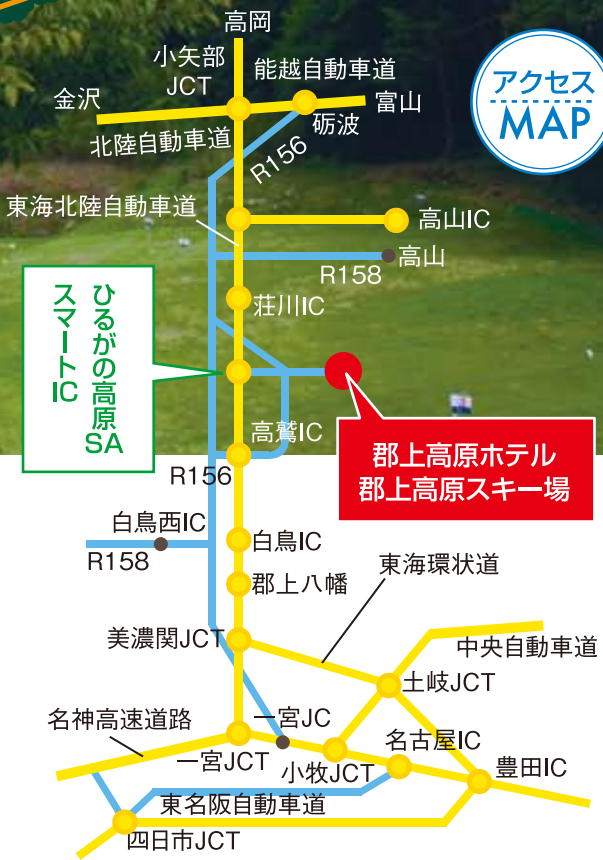 高岡
小矢部
JCT
能越自動車道
アクセス
MAP
金沢
富山
砺波
北陸自動車道
R156
東海北陸自動車道
高山IC
高山
R158
荘川IC
ひるがの高原SA
スマートIC
高鷲IC
郡上高原ホテル
郡上高原スキー場
R156
白鳥西IC
R158
白鳥IC
東海環状道
郡上八幡
美濃関JCT
中央自動車道
土岐JCT
名神高速道路
一宮JC
一宮JCT
小牧JCT
名古屋IC
豊田IC
東名阪自動車道
四日市JCT